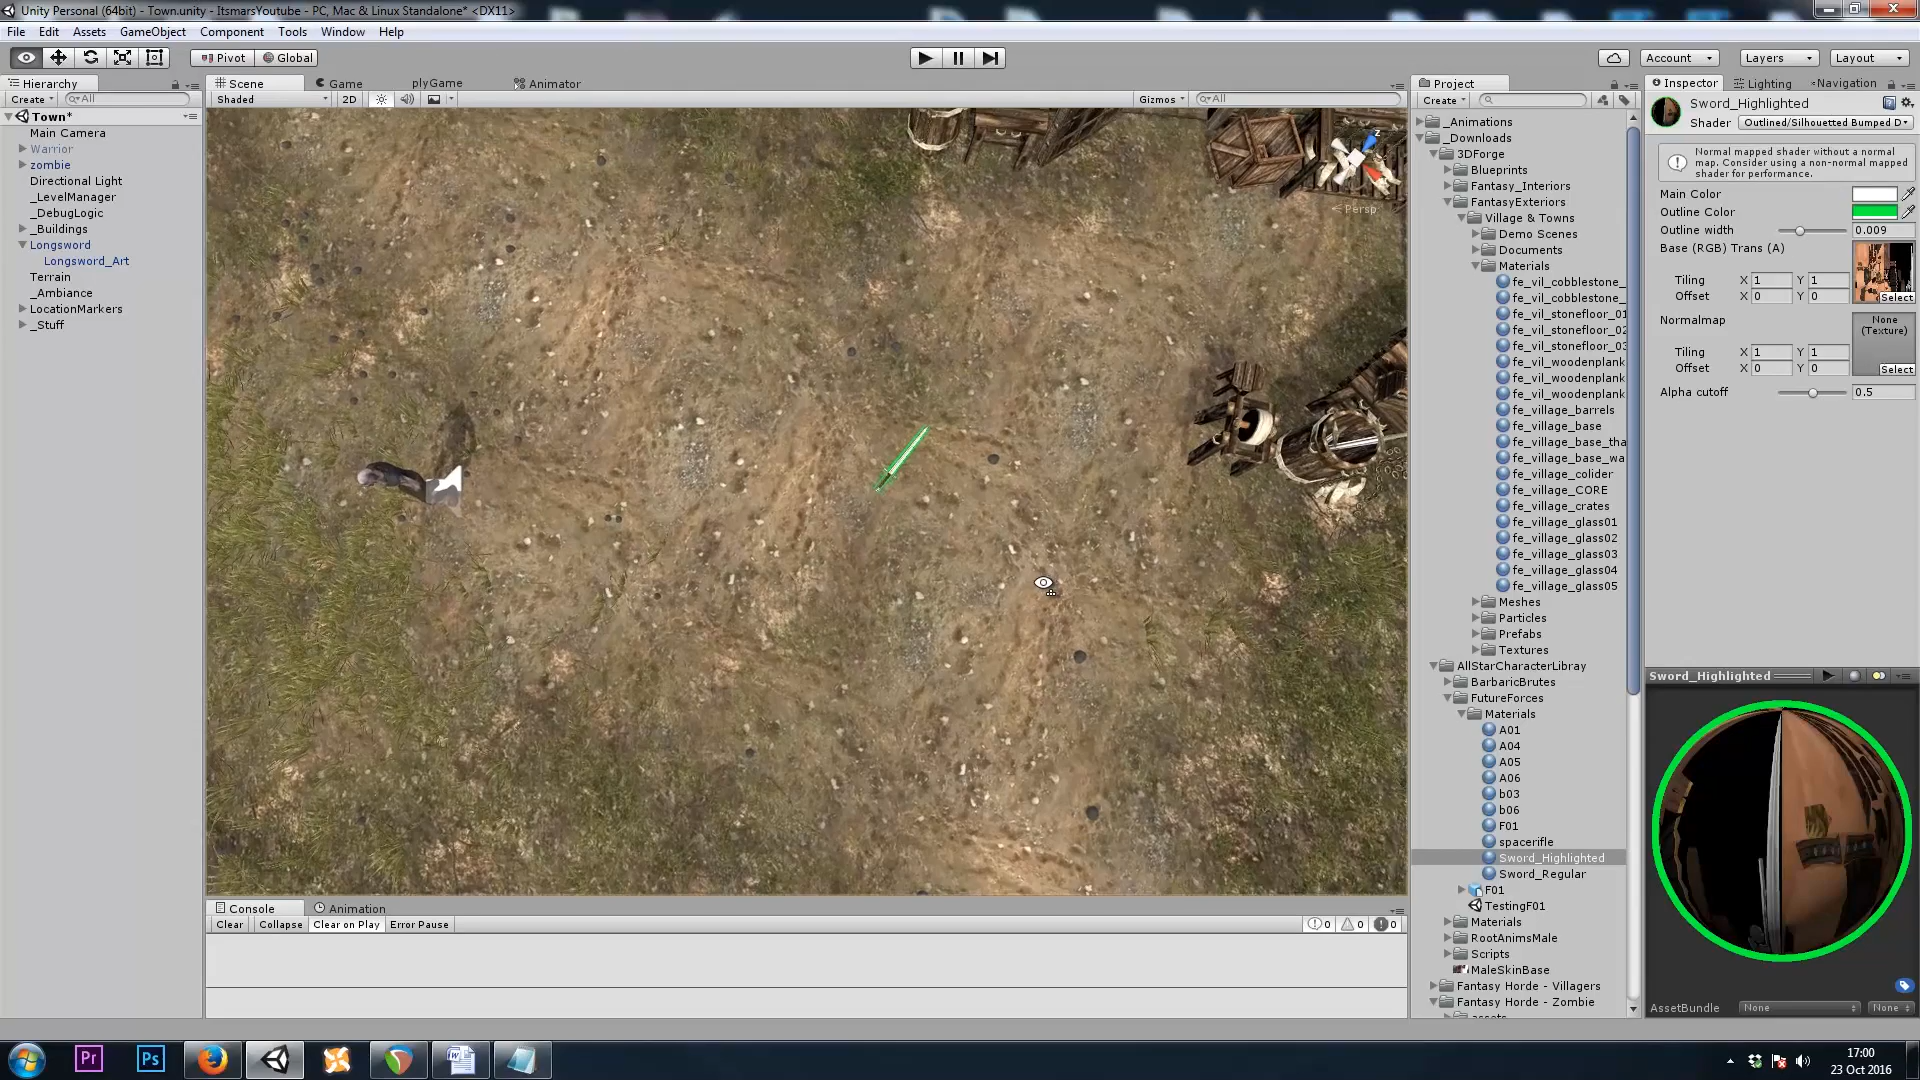 Unity Personal (64bit) - Town.unity - ItsmarsYoutube - PC, Mac & Linux Standalone* <DX11>
File Edit Assets GameObject Component Tools Window Help
Pivot Global Account Layers Layout
Hierarchy
Create All
Town*
Main Camera
Warrior
zombie
Directional Light
_LevelManager
_DebugLogic
_Buildings
Longsword
Longsword_Art
Terrain
_Ambiance
LocationMarkers
_Stuff
Scene Game plyGame Animator
Shaded 2D Gizmos All
z
Persp
Console Animation
Clear Collapse Clear on Play Error Pause 0 0 0
Project
Create
_Animations
_Downloads
3DForge
Blueprints
Fantasy_Interiors
FantasyExteriors
Village & Towns
Demo Scenes
Documents
Materials
fe_vil_cobblestone_
fe_vil_cobblestone_
fe_vil_stonefloor_01
fe_vil_stonefloor_02
fe_vil_stonefloor_03
fe_vil_woodenplank
fe_vil_woodenplank
fe_vil_woodenplank
fe_village_barrels
fe_village_base
fe_village_base_tha
fe_village_base_wa
fe_village_colider
fe_village_CORE
fe_village_crates
fe_village_glass01
fe_village_glass02
fe_village_glass03
fe_village_glass04
fe_village_glass05
Meshes
Particles
Prefabs
Textures
AllStarCharacterLibray
BarbaricBrutes
FutureForces
Materials
A01
A04
A05
A06
b03
b06
F01
spacerifle
Sword_Highlighted
Sword_Regular
F01
TestingF01
Materials
RootAnimsMale
Scripts
MaleSkinBase
Fantasy Horde - Villagers
Fantasy Horde - Zombie
Inspector Lighting Navigation
Sword_Highlighted
Shader Outlined/Silhouetted Bumped D
Normal mapped shader without a normal
map. Consider using a non-normal mapped
shader for performance.
Main Color
Outline Color
Outline width 0.009
Base (RGB) Trans (A)
Tiling X 1 Y 1
Offset X 0 Y 0 Select
Normalmap None
(Texture)
Tiling X 1 Y 1
Offset X 0 Y 0 Select
Alpha cutoff 0.5
Sword_Highlighted
AssetBundle None None
Pr Ps W
17:00
23 Oct 2016